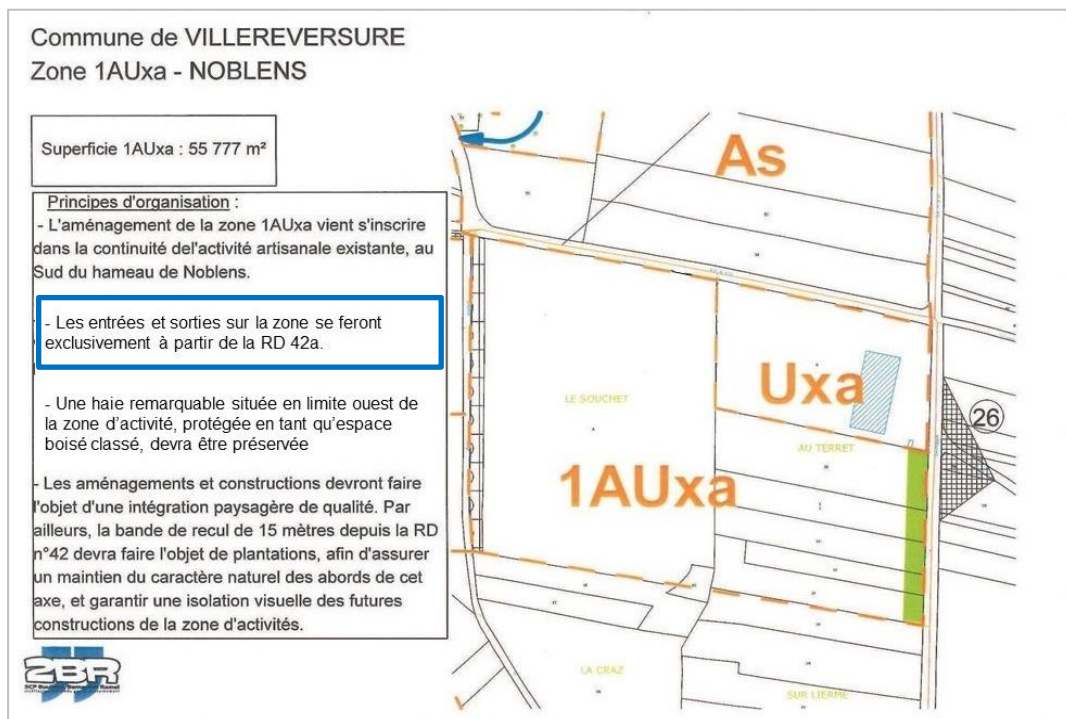 Commune de VILLEREVERSURE
Zone 1AUxa - NOBLENS
Superficie 1AUxa : 55 777 m²
Principes d'organisation :
- L'aménagement de la zone 1AUxa vient s'inscrire
dans la continuité del'activité artisanale existante, au
Sud du hameau de Noblens.
- Les entrées et sorties sur la zone se feront
exclusivement à partir de la RD 42a.
- Une haie remarquable située en limite ouest de
la zone d'activité, protégée en tant qu'espace
boisé classé, devra être préservée
- Les aménagements et constructions devront faire
l'objet d'une intégration paysagère de qualité. Par
ailleurs, la bande de recul de 15 mètres depuis la RD
n°42 devra faire l'objet de plantations, afin d'assurer
un maintien du caractère naturel des abords de cet
axe, et garantir une isolation visuelle des futures
constructions de la zone d'activités.
2BR
As
Uxa
LE SOUCHET
26
AU TERRET
1AUxa
LA CRAZ
SUR LIERME